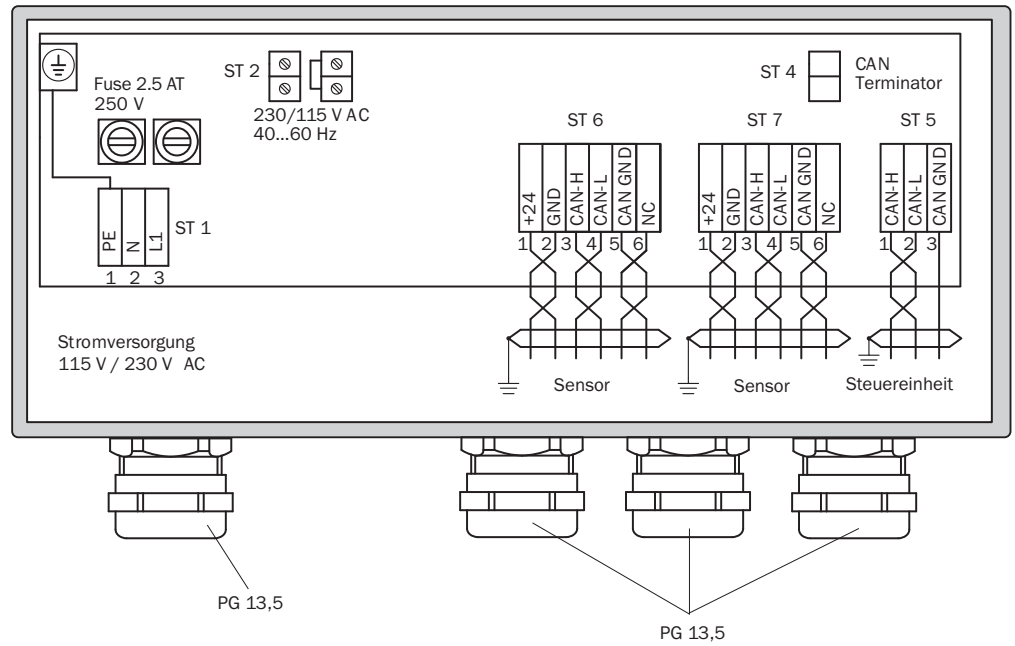 Fuse 2.5 AT
250 V
ST 2
230/115 V AC
40...60 Hz
ST 4
CAN
Terminator
ST 6
ST 7
ST 5
+24
GND
CAN-H
CAN-L
CAN GND
NC
1 2 3 4 5 6
+24
GND
CAN-H
CAN-L
CAN GND
NC
1 2 3 4 5 6
CAN-H
CAN-L
CAN GND
1 2 3
PE
N
L1
ST 1
1 2 3
Stromversorgung
115 V / 230 V AC
Sensor
Sensor
Steuereinheit
PG 13,5
PG 13,5